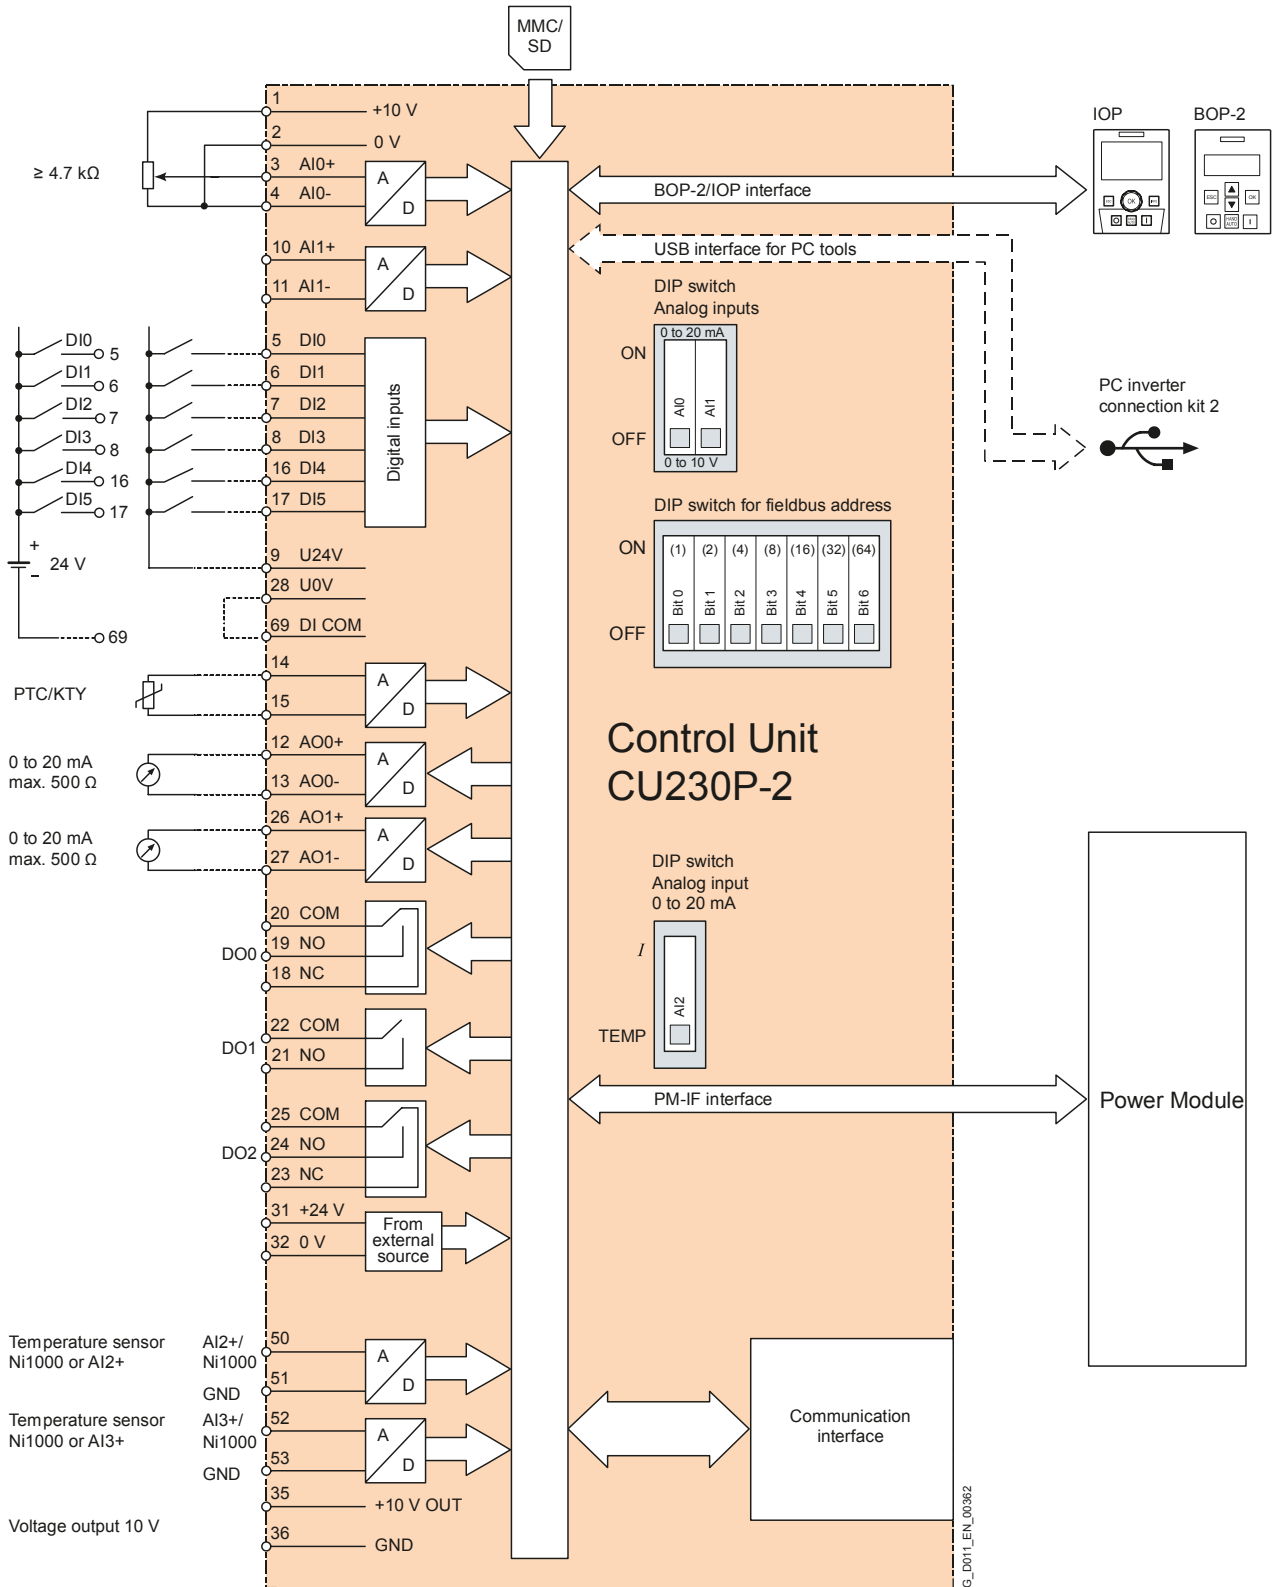 MMC/
SD
1
+10 V
2
0 V
≥ 4.7 kΩ
3 AI0+
4 AI0-
A
D
10 AI1+
11 AI1-
A
D
BOP-2/IOP interface
IOP
BOP-2
OK
ESC
OK
HAND
AUTO
USB interface for PC tools
DIP switch
Analog inputs
0 to 20 mA
ON
AI0
AI1
OFF
0 to 10 V
PC inverter
connection kit 2
DI0
5
DI1
6
DI2
7
DI3
8
DI4
16
DI5
17
5 DI0
6 DI1
7 DI2
8 DI3
16 DI4
17 DI5
Digital inputs
+
24 V
–
69
9 U24V
28 U0V
69 DI COM
DIP switch for fieldbus address
ON
(1) (2) (4) (8) (16) (32) (64)
Bit 0
Bit 1
Bit 2
Bit 3
Bit 4
Bit 5
Bit 6
OFF
PTC/KTY
14
15
A
D
Control Unit
CU230P-2
0 to 20 mA
max. 500 Ω
12 AO0+
13 AO0-
A
D
0 to 20 mA
max. 500 Ω
26 AO1+
27 AO1-
A
D
DIP switch
Analog input
0 to 20 mA
I
AI2
TEMP
DO0
20 COM
19 NO
18 NC
DO1
22 COM
21 NO
DO2
25 COM
24 NO
23 NC
PM-IF interface
Power Module
31 +24 V
32 0 V
From
external
source
Temperature sensor
Ni1000 or AI2+
AI2+/
Ni1000
GND
50
51
A
D
Temperature sensor
Ni1000 or AI3+
AI3+/
Ni1000
GND
52
53
A
D
Communication
interface
Voltage output 10 V
35
+10 V OUT
36
GND
G_D011_EN_00362